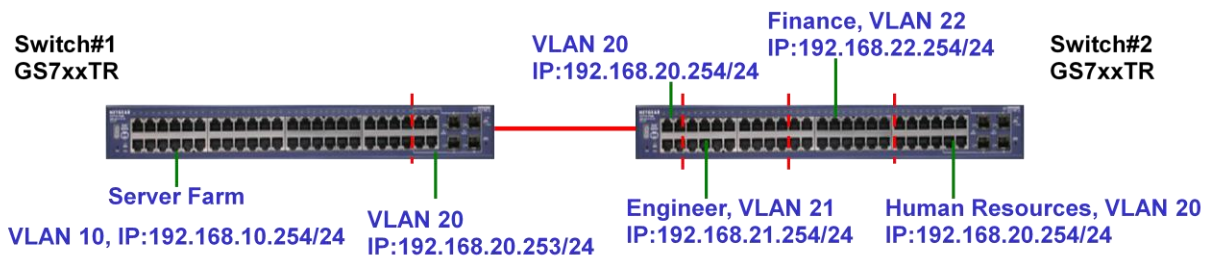 Switch#1
GS7xxTR
VLAN 20
IP:192.168.20.254/24
Finance, VLAN 22
IP:192.168.22.254/24
Switch#2
GS7xxTR
Server Farm
VLAN 10, IP:192.168.10.254/24
VLAN 20
IP:192.168.20.253/24
Engineer, VLAN 21
IP:192.168.21.254/24
Human Resources, VLAN 20
IP:192.168.20.254/24